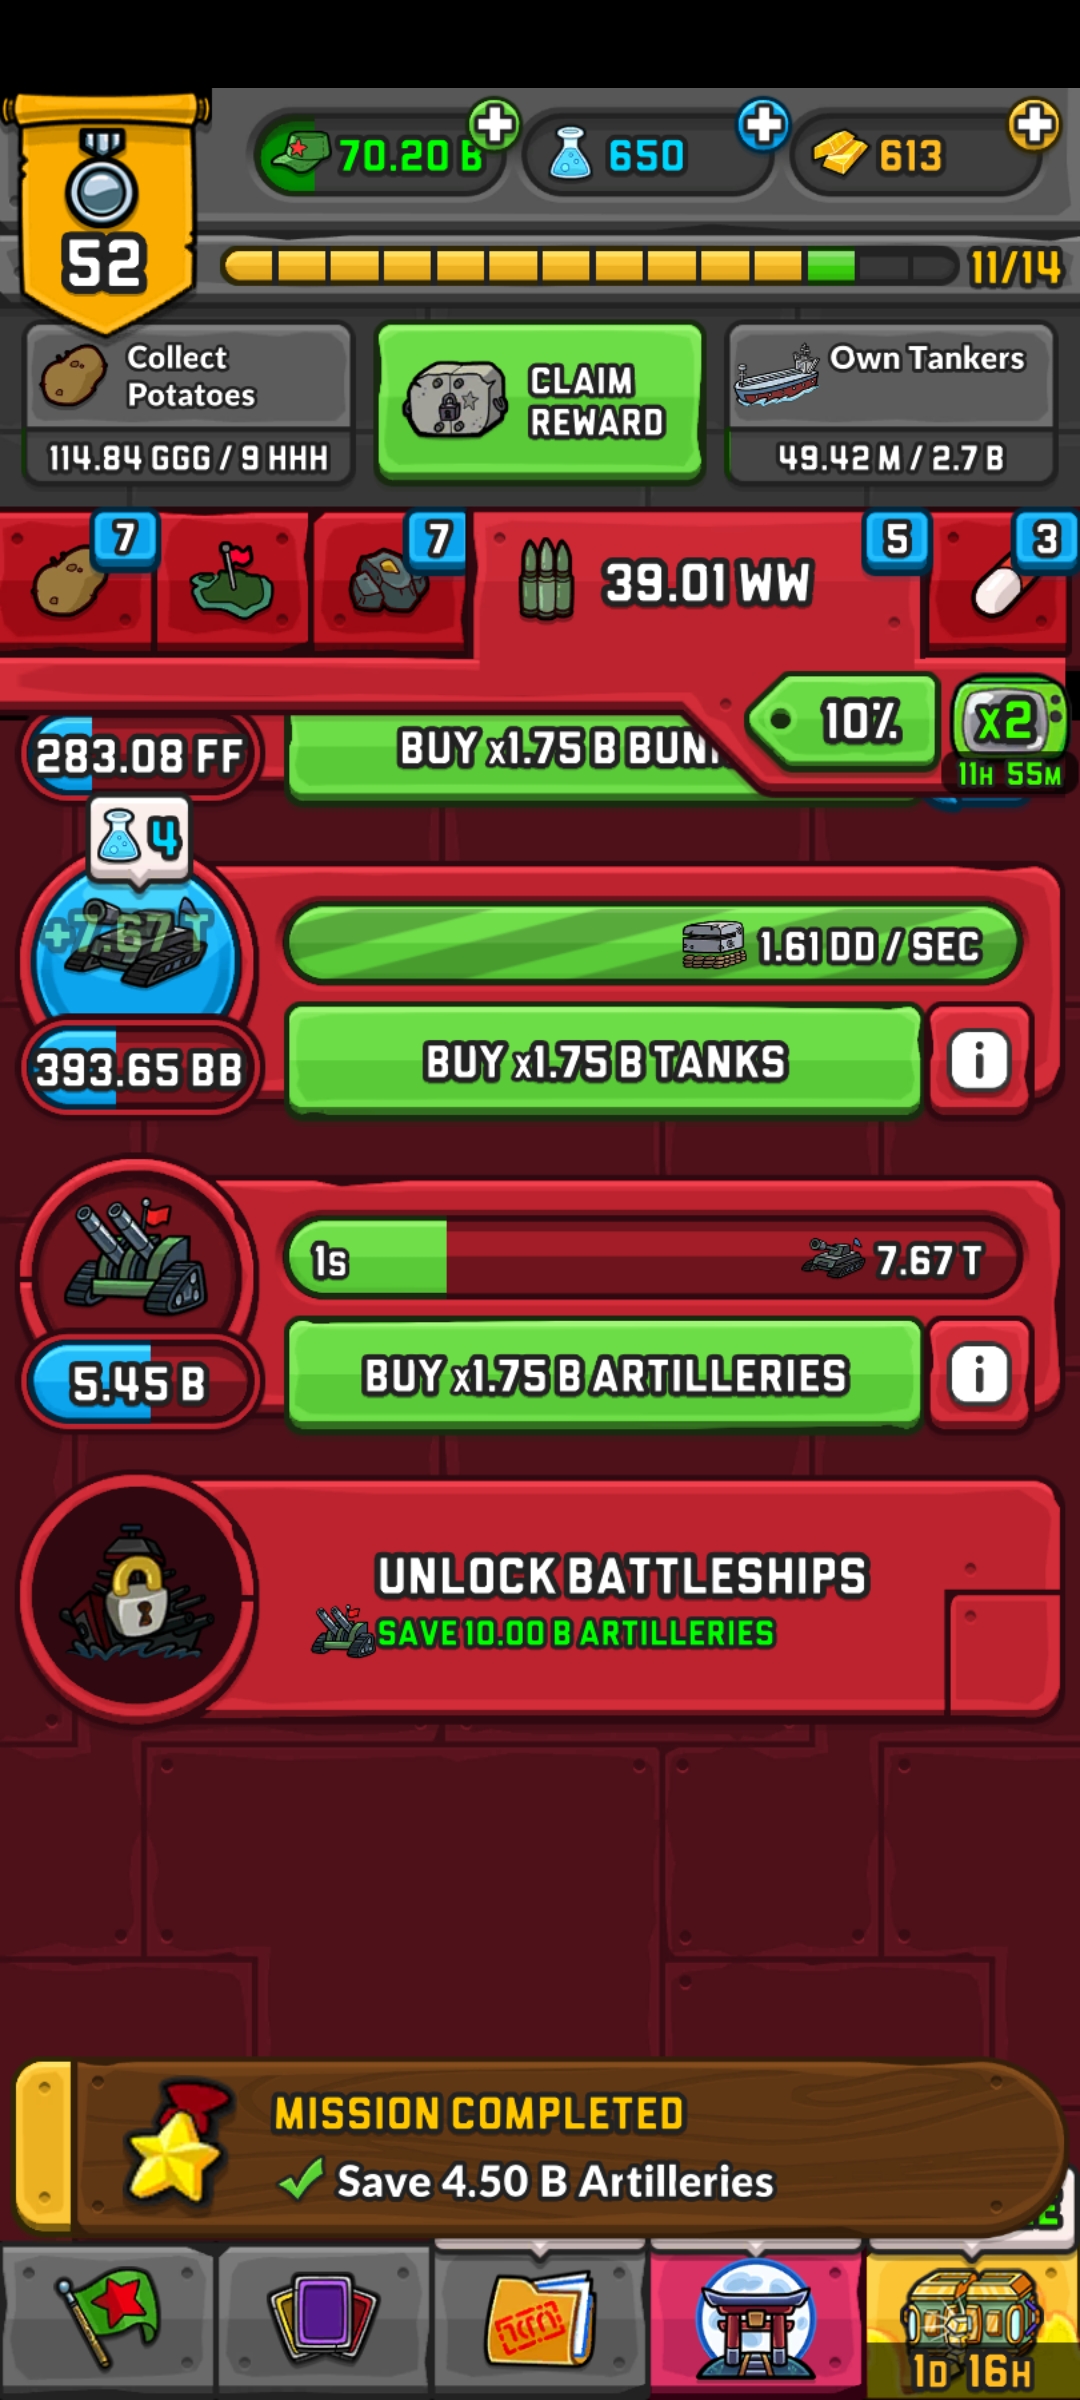 70.20 B
650
613
52
11/14
Collect
Potatoes
114.84 GGG / 9 HHH
CLAIM
REWARD
Own Tankers
49.42 M / 2.7 B
7
7
39.01 WW
5
3
10%
x2
11H 55M
283.08 FF
BUY x1.75 B
4
+7.67 T
1.61 DD / SEC
393.65 BB
BUY x1.75 B TANKS
i
1s
7.67 T
5.45 B
BUY x1.75 B ARTILLERIES
i
UNLOCK BATTLESHIPS
SAVE 10.00 B ARTILLERIES
MISSION COMPLETED
Save 4.50 B Artilleries
1D 16H